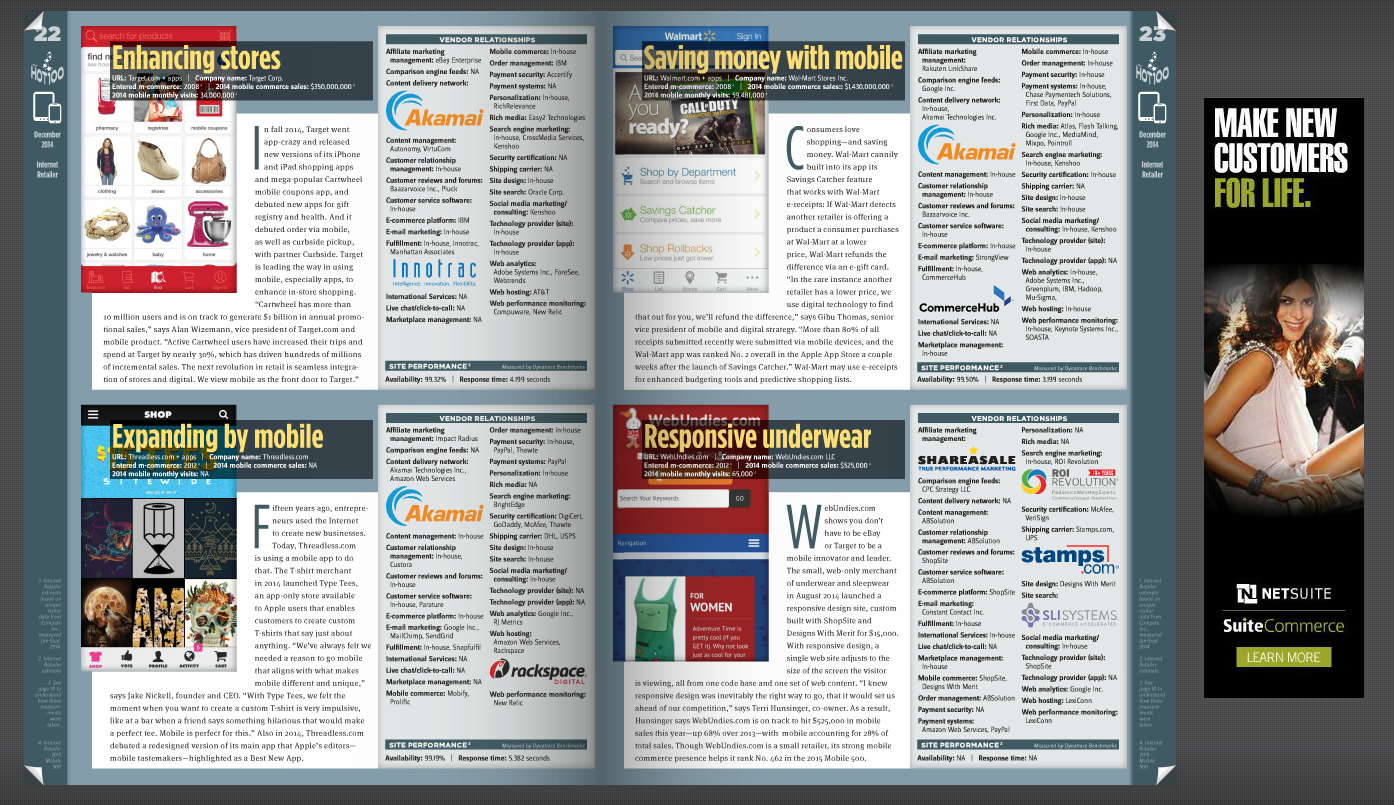 22
HOT100
December
2014
Internet
Retailer
search for products
Enhancing stores
URL: Target.com + apps | Company name: Target Corp.
Entered m-commerce: 2008 | 2014 mobile commerce sales: $350,000,000
2014 mobile monthly visits: 34,000,000
pharmacy
registries
mobile coupons
clothing
shoes
accessories
jewelry & watches
baby
home
find
In fall 2014, Target went
app-crazy and released
new versions of its iPhone
and iPad shopping apps
and mega-popular Cartwheel
mobile coupons app, and
debuted new apps for gift
registry and health. And it
debuted order via mobile,
as well as curbside pickup,
with partner Curbside. Target
is leading the way in using
mobile, especially apps, to
enhance in-store shopping.
“Cartwheel has more than
10 million users and is on track to generate $1 billion in annual promo-
tional sales,” says Alan Wizemann, vice president of Target.com and
mobile product. “Active Cartwheel users have increased their trips and
spend at Target by nearly 30%, which has driven hundreds of millions
of incremental sales. The next revolution in retail is seamless integra-
tion of stores and digital. We view mobile as the front door to Target.”
VENDOR RELATIONSHIPS
Affiliate marketing
management: eBay Enterprise
Comparison engine feeds: NA
Content delivery network:
Akamai
Content management:
Autonomy, VirtuCom
Customer relationship
management: In-house
Customer reviews and forums:
Bazaarvoice Inc., Pluck
Customer service software:
In-house
E-commerce platform: IBM
E-mail marketing: In-house
Fulfillment: In-house, Innotrac,
Manhattan Associates
Innotrac
Intelligence. Innovation. Flexibility.
International Services: NA
Live chat/click-to-call: NA
Marketplace management: NA
Mobile commerce: In-house
Order management: IBM
Payment security: Accertify
Payment systems: NA
Personalization: In-house,
RichRelevance
Rich media: Easy2 Technologies
Search engine marketing:
In-house, CrossMedia Services,
Kenshoo
Security certification: NA
Shipping carrier: NA
Site design: In-house
Site search: Oracle Corp.
Social media marketing/
consulting: Kenshoo
Technology provider (site):
In-house
Technology provider (app):
In-house
Web analytics:
Adobe Systems Inc., ForeSee,
Webtrends
Web hosting: AT&T
Web performance monitoring:
Compuware, New Relic
SITE PERFORMANCE³ Measured by Dynatrace Benchmarks
Availability: 99.32% | Response time: 4.199 seconds
SHOP
Expanding by mobile
URL: Threadless.com + apps | Company name: Threadless.com
Entered m-commerce: 2012 | 2014 mobile commerce sales: NA
2014 mobile monthly visits: NA
SITEWIDE
SHOP
VOTE
PROFILE
ACTIVITY
CART
Fifteen years ago, entrepre-
neurs used the Internet
to create new businesses.
Today, Threadless.com
is using a mobile app to do
that. The T-shirt merchant
in 2014 launched Type Tees,
an app-only store available
to Apple users that enables
customers to create custom
T-shirts that say just about
anything. “We’ve always felt we
needed a reason to go mobile
that aligns with what makes
mobile different and unique,”
says Jake Nickell, founder and CEO. “With Type Tees, we felt the
moment when you want to create a custom T-shirt is very impulsive,
like at a bar when a friend says something hilarious that would make
a perfect tee. Mobile is perfect for this.” Also in 2014, Threadless.com
debuted a redesigned version of its main app that Apple’s editors—
mobile tastemakers—highlighted as a Best New App.
VENDOR RELATIONSHIPS
Affiliate marketing
management: Impact Radius
Comparison engine feeds: NA
Content delivery network:
Akamai Technologies Inc.,
Amazon Web Services
Akamai
Content management: In-house
Customer relationship
management: In-house,
Custora
Customer reviews and forums:
In-house
Customer service software:
In-house, Parature
E-commerce platform: In-house
E-mail marketing: Google Inc.,
MailChimp, SendGrid
Fulfillment: In-house, Snapfulfil
International Services: NA
Live chat/click-to-call: NA
Marketplace management: NA
Mobile commerce: Mobify,
Prolific
Order management: In-house
Payment security: In-house,
PayPal, Thawte
Payment systems: PayPal
Personalization: In-house
Rich media: NA
Search engine marketing:
BrightEdge
Security certification: DigiCert,
GoDaddy, McAfee, Thawte
Shipping carrier: DHL, USPS
Site design: In-house
Site search: In-house
Social media marketing/
consulting: In-house
Technology provider (site): NA
Technology provider (app): NA
Web analytics: Google Inc.,
RJ Metrics
Web hosting:
Amazon Web Services,
Rackspace
rackspace
DIGITAL
Web performance monitoring:
New Relic
SITE PERFORMANCE³ Measured by Dynatrace Benchmarks
Availability: 99.19% | Response time: 5.382 seconds
Walmart
Sign In
Saving money with mobile
URL: Walmart.com + apps | Company name: Wal-Mart Stores Inc.
Entered m-commerce: 2008 | 2014 mobile commerce sales:: $1,430,000,000
2014 mobile monthly visits: 59,481,000
you
ready?
CALL OF DUTY
DAY ZERO EDITION
Shop by Department
Search and browse items
Savings Catcher
Compare prices, save more
Shop Rollbacks
Low prices just got lower
Shop
List
Stores
Cart
More
Consumers love
shopping—and saving
money. Wal-Mart cannily
built into its app its
Savings Catcher feature
that works with Wal-Mart
e-receipts: If Wal-Mart detects
another retailer is offering a
product a consumer purchases
at Wal-Mart at a lower
price, Wal-Mart refunds the
difference via an e-gift card.
“In the rare instance another
retailer has a lower price, we
use digital technology to find
that out for you, we’ll refund the difference,” says Gibu Thomas, senior
vice president of mobile and digital strategy. “More than 80% of all
receipts submitted recently were submitted via mobile devices, and the
Wal-Mart app was ranked No. 2 overall in the Apple App Store a couple
weeks after the launch of Savings Catcher.” Wal-Mart may use e-receipts
for enhanced budgeting tools and predictive shopping lists.
VENDOR RELATIONSHIPS
Affiliate marketing
management:
Rakuten LinkShare
Comparison engine feeds:
Google Inc.
Content delivery network:
In-house,
Akamai Technologies Inc.
Akamai
Content management: In-house
Customer relationship
management: In-house
Customer reviews and forums:
Bazaarvoice Inc.
Customer service software:
In-house
E-commerce platform: In-house
E-mail marketing: StrongView
Fulfillment: In-house,
CommerceHub
CommerceHub
International Services: NA
Live chat/click-to-call: NA
Marketplace management:
In-house
Mobile commerce: In-house
Order management: In-house
Payment security: In-house
Payment systems: In-house,
Chase Paymentech Solutions,
First Data, PayPal
Personalization: In-house
Rich media: Atlas, Flash Talking,
Google Inc., MediaMind,
Mixpo, Pointroll
Search engine marketing:
In-house, Kenshoo
Security certification: In-house
Shipping carrier: NA
Site design: In-house
Site search: In-house
Social media marketing/
consulting: In-house, Kenshoo
Technology provider (site):
In-house
Technology provider (app): NA
Web analytics: In-house,
Adobe Systems Inc.,
Greenplum, IBM, Hadoop,
Mu-Sigma,
Web hosting: In-house
Web performance monitoring:
In-house, Keynote Systems Inc.,
SOASTA
SITE PERFORMANCE³ Measured by Dynatrace Benchmarks
Availability: 99.50% | Response time: 3.199 seconds
WebUndies.com
Responsive underwear
URL: WebUndies.com | Company name: WebUndies.com LLC
Entered m-commerce: 2012 | 2014 mobile commerce sales: $525,000
2014 mobile monthly visits: 65,000
Search Your Keywords
GO
Navigation
FOR
WOMEN
Adventure Time is
pretty cool (if you
GET it). Why not look
just as cool for your
WebUndies.com
shows you don’t
have to be eBay
or Target to be a
mobile innovator and leader.
The small, web-only merchant
of underwear and sleepwear
in August 2014 launched a
responsive design site, custom
built with ShopSite and
Designs With Merit for $15,000.
With responsive design, a
single web site adjusts to the
size of the screen the visitor
is viewing, all from one code base and one set of web content. “I knew
responsive design was inevitably the right way to go, that it would set us
ahead of our competition,” says Terri Hunsinger, co-owner. As a result,
Hunsinger says WebUndies.com is on track to hit $525,000 in mobile
sales this year—up 68% over 2013—with mobile accounting for 28% of
total sales. Though WebUndies.com is a small retailer, its strong mobile
commerce presence helps it rank No. 462 in the 2015 Mobile 500.
VENDOR RELATIONSHIPS
Affiliate marketing
management:
SHAREASALE
TRUE PERFORMANCE MARKETING
Comparison engine feeds:
CPC Strategy LLC
Content delivery network: NA
Content management:
ABSolution
Customer relationship
management: ABSolution
Customer reviews and forums:
ShopSite
Customer service software:
ABSolution
E-commerce platform: ShopSite
E-mail marketing:
Constant Contact Inc.
Fulfillment: In-house
International Services: In-house
Live chat/click-to-call: NA
Marketplace management:
In-house
Mobile commerce: ShopSite,
Designs With Merit
Order management: ABSolution
Payment security: NA
Payment systems:
Amazon Web Services, PayPal
Personalization: NA
Rich media: NA
Search engine marketing:
In-house, ROI Revolution
ROI
REVOLUTION
Security certification: McAfee,
VeriSign
Shipping carrier: Stamps.com,
UPS
stamps
.com
Site design: Designs With Merit
Site search:
SLI SYSTEMS
E-COMMERCE ACCELERATED
Social media marketing/
consulting: In-house
Technology provider (site):
ShopSite
Technology provider (app): NA
Web analytics: Google Inc.
Web hosting: LexiConn
Web performance monitoring:
LexiConn
SITE PERFORMANCE³ Measured by Dynatrace Benchmarks
Availability: NA | Response time: NA
23
HOT100
December
2014
Internet
Retailer
MAKE NEW
CUSTOMERS
FOR LIFE.
NETSUITE
SuiteCommerce
LEARN MORE